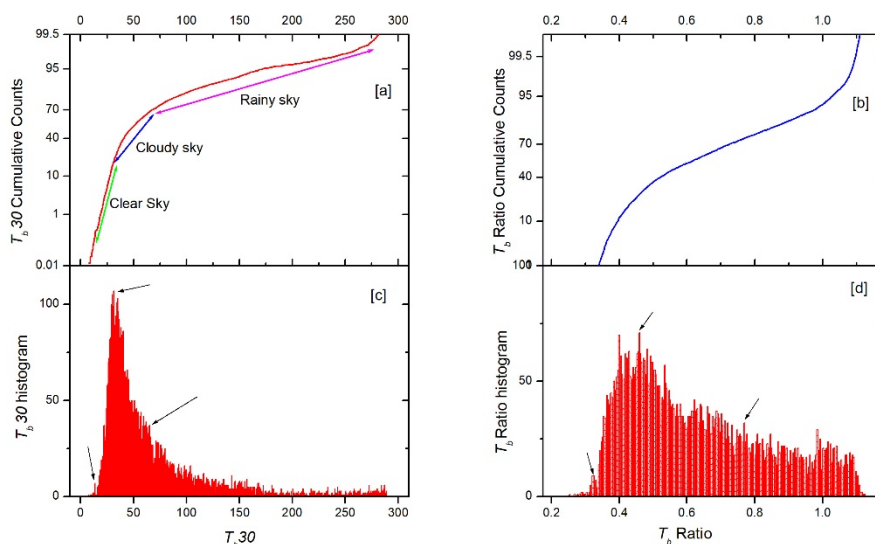 0 50 100 150 200 250 300
99.5
95
70
40
10
1
0.01
T_b 30 Cumulative Counts
[a]
Rainy sky
Cloudy sky
Clear Sky
0.2 0.4 0.6 0.8 1.0
99.5
95
70
40
10
1
T_b Ratio Cumulative Counts
[b]
100
50
0
T_b 30 histogram
[c]
0 50 100 150 200 250 300
T_b 30
100
50
0
T_b Ratio histogram
[d]
0.2 0.4 0.6 0.8 1.0
T_b Ratio